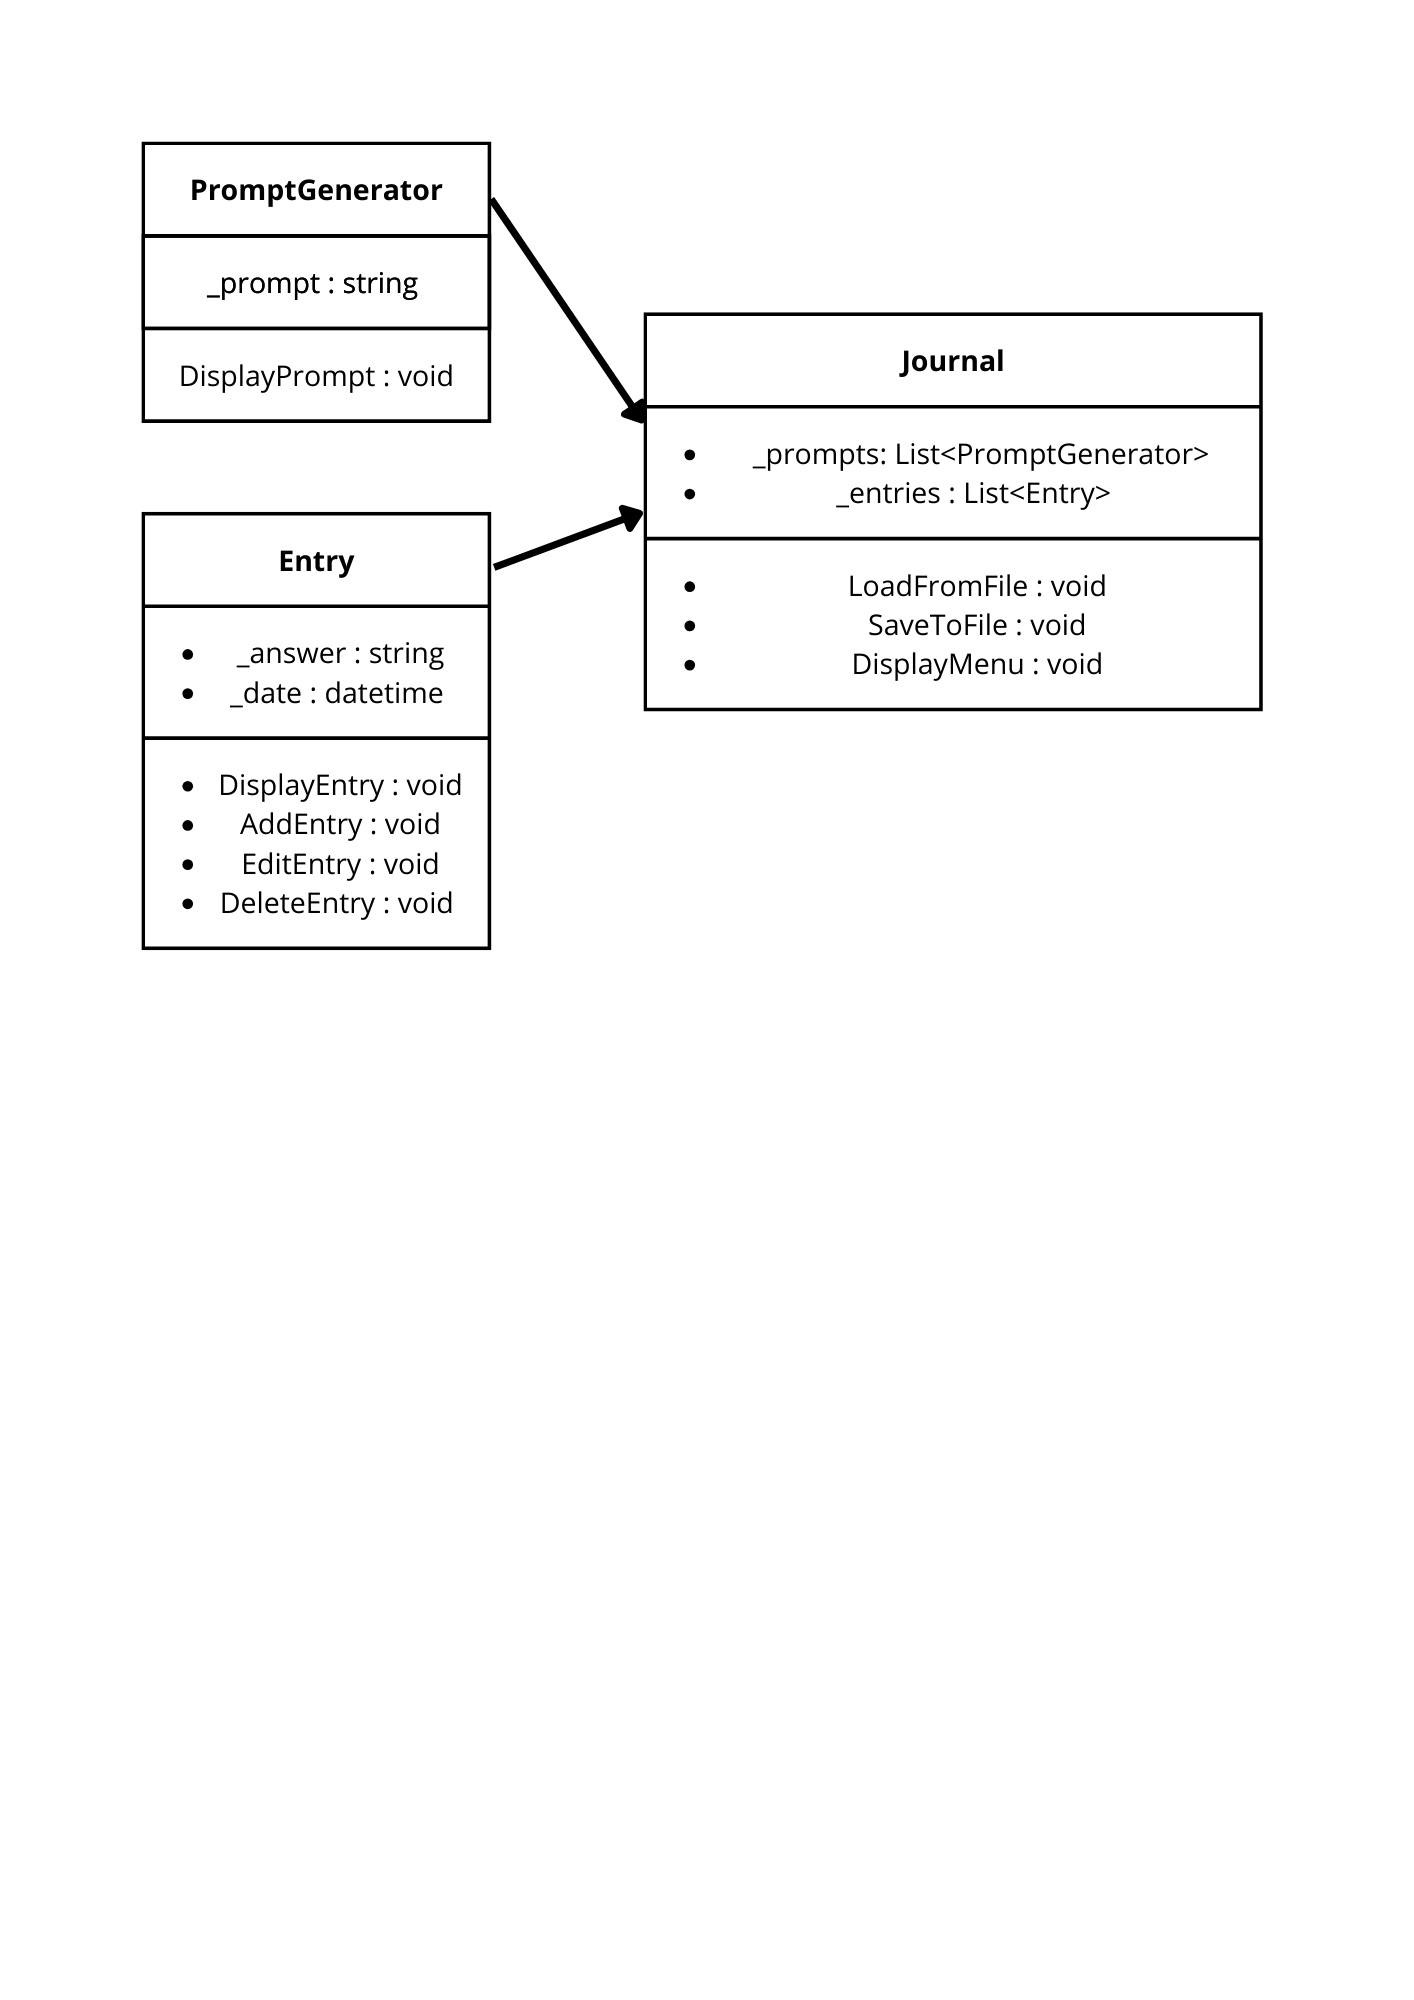 PromptGenerator
_prompt : string
DisplayPrompt : void
Entry
• _answer : string
• _date : datetime
• DisplayEntry : void
• AddEntry : void
• EditEntry : void
• DeleteEntry : void
Journal
• _prompts: List<PromptGenerator>
• _entries : List<Entry>
• LoadFromFile : void
• SaveToFile : void
• DisplayMenu : void